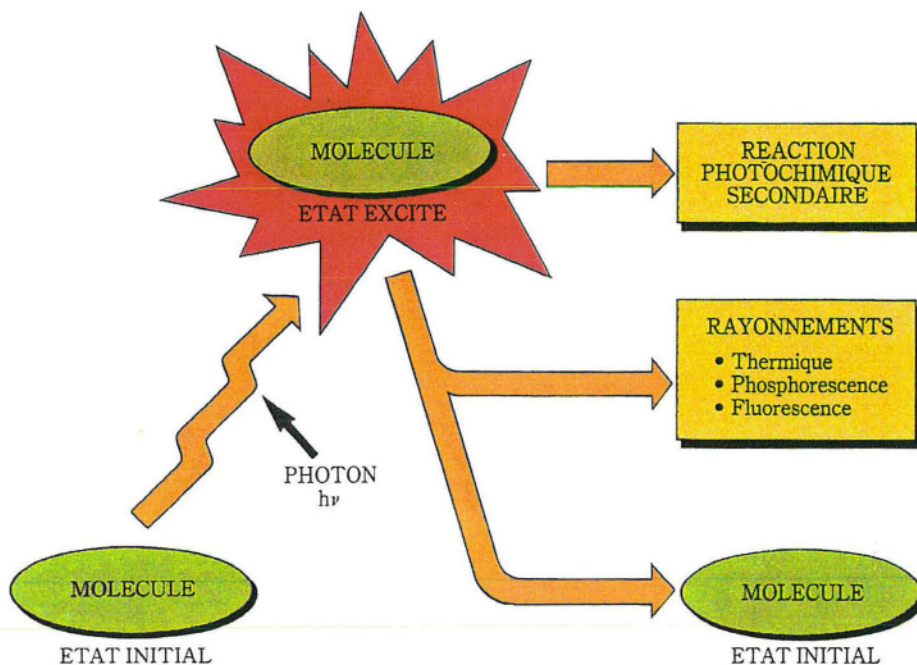 MOLECULE
ETAT EXCITE
REACTION
PHOTOCHIMIQUE
SECONDAIRE
RAYONNEMENTS
• Thermique
• Phosphorescence
• Fluorescence
PHOTON
hν
MOLECULE
ETAT INITIAL
MOLECULE
ETAT INITIAL